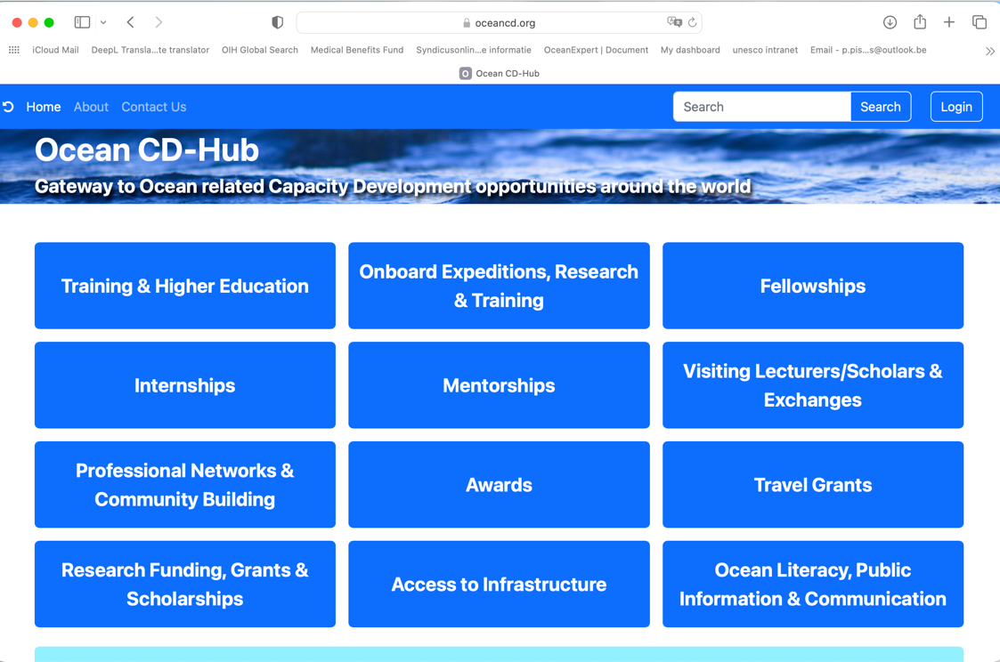 oceancd.org
iCloud Mail DeepL Transla...te translator OIH Global Search Medical Benefits Fund Syndicusonlin...e informatie OceanExpert | Document My dashboard unesco intranet Email - p.pis...s@outlook.be
O Ocean CD-Hub
Home About Contact Us Search Search Login
Ocean CD-Hub
Gateway to Ocean related Capacity Development opportunities around the world
Training & Higher Education
Onboard Expeditions, Research
& Training
Fellowships
Internships
Mentorships
Visiting Lecturers/Scholars &
Exchanges
Professional Networks &
Community Building
Awards
Travel Grants
Research Funding, Grants &
Scholarships
Access to Infrastructure
Ocean Literacy, Public
Information & Communication